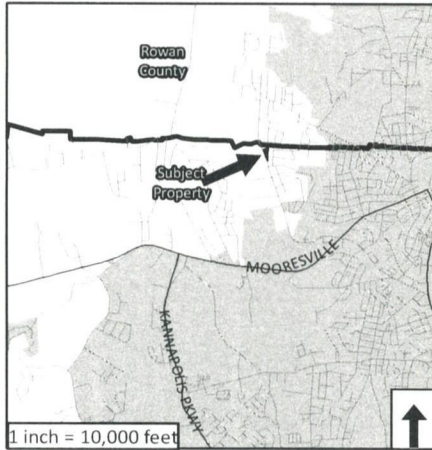 Rowan
County
Subject
Property
MOORESVILLE
KANNAPOLIS PKWY
1 inch = 10,000 feet